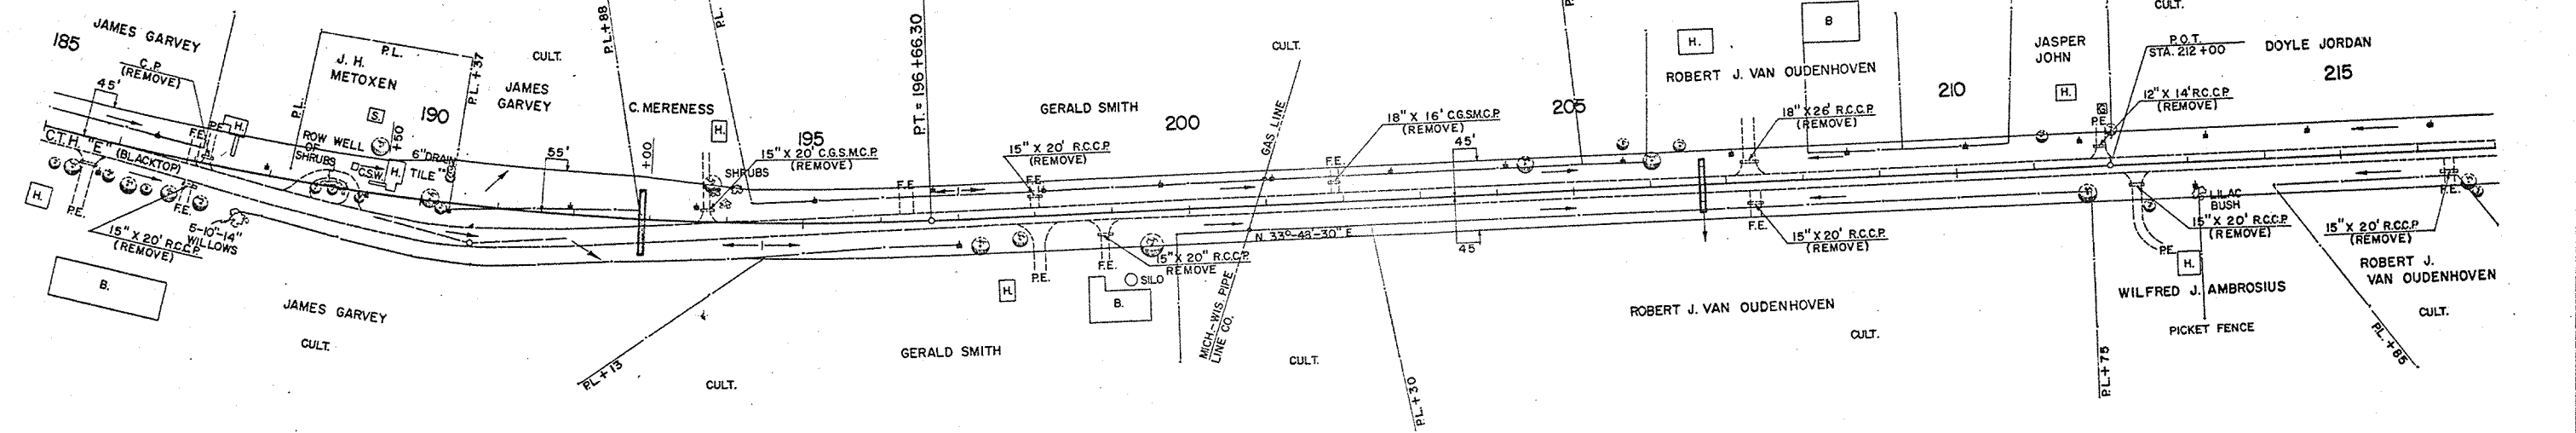 JAMES GARVEY
185
C.P.
(REMOVE)
45'
C.T.H. "E" (BLACKTOP)
F.E.
P.E.
H.
P.L.
J. H.
METOXEN
P.L.
S.
ROW WELL
OF
SHRUBS
+50
190
P.L.+37
6" DRAIN
TILE
C.S.W.
H.
CULT.
JAMES
GARVEY
55'
P.L.+88
C. MERENESS
+00
P.L.
H.
195
15" X 20' C.G.S.M.C.P.
(REMOVE)
SHRUBS
P.T. = 196+66.30
F.E.
GERALD SMITH
15" X 20' R.C.C.P.
(REMOVE)
F.E.
200
CULT.
GAS LINE
18" X 16' C.G.S.M.C.P.
(REMOVE)
F.E.
45'
205
P.
H.
ROBERT J. VAN OUDENHOVEN
B
18" X 26' R.C.C.P.
(REMOVE)
210
JASPER
JOHN
H.
G
P.E.
CULT.
P.O.T.
STA. 212+00
12" X 14' R.C.C.P.
(REMOVE)
DOYLE JORDAN
215
H.
P.E.
F.E.
15" X 20' R.C.C.P.
(REMOVE)
5-10"-14"
WILLOWS
B.
JAMES GARVEY
CULT.
P.L.+13
CULT.
GERALD SMITH
H.
P.E.
F.E.
B.
SILO
15" X 20" R.C.C.P.
REMOVE
N. 33°-48'-30" E
MICH.-WIS. PIPE
LINE CO.
CULT.
45'
P.L.+30
F.E.
15" X 20' R.C.C.P.
(REMOVE)
ROBERT J. VAN OUDENHOVEN
CULT.
P.L.+75
LILAC
BUSH
15" X 20' R.C.C.P.
(REMOVE)
P.E.
H.
WILFRED J. AMBROSIUS
PICKET FENCE
15" X 20' R.C.C.P.
(REMOVE)
F.E.
ROBERT J.
VAN OUDENHOVEN
CULT.
P.L.+85